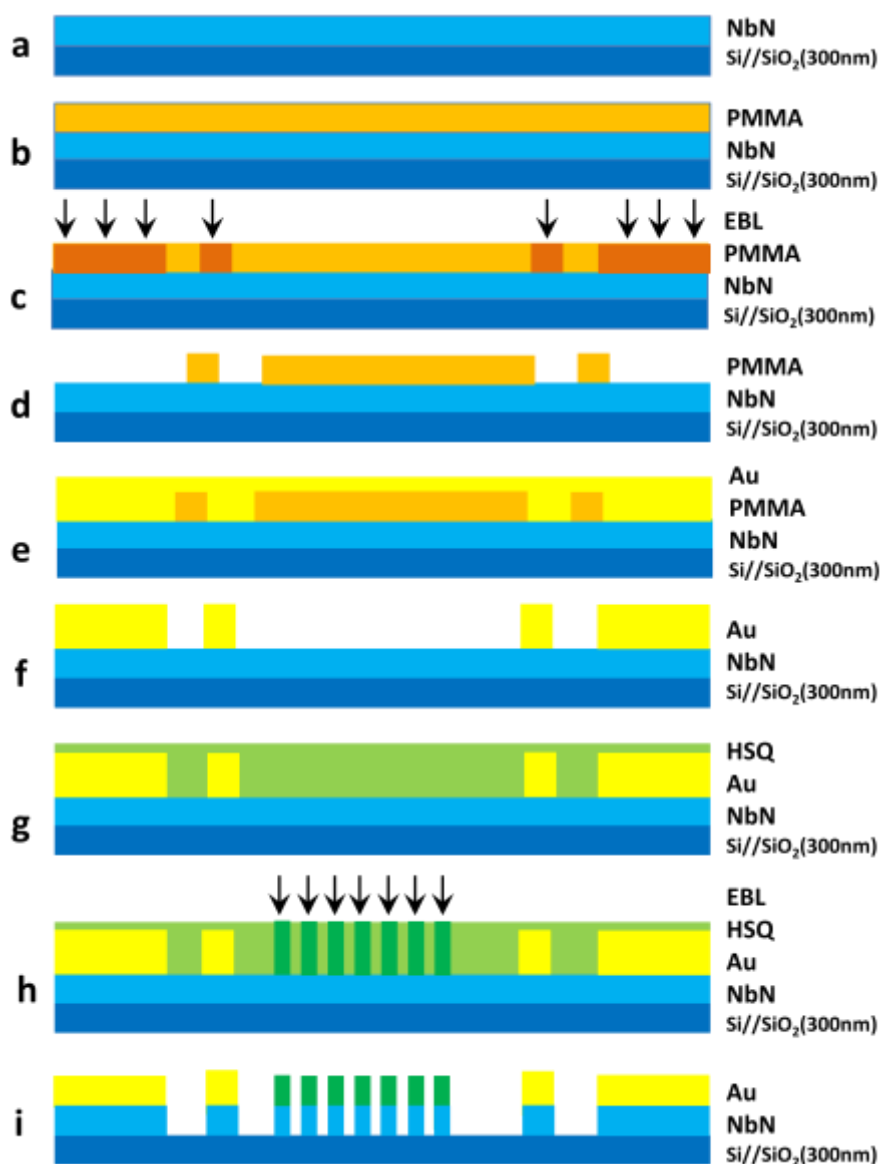 a
NbN
Si//SiO₂(300nm)
b
PMMA
NbN
Si//SiO₂(300nm)
EBL
PMMA
c
NbN
Si//SiO₂(300nm)
PMMA
d
NbN
Si//SiO₂(300nm)
Au
PMMA
e
NbN
Si//SiO₂(300nm)
Au
f
NbN
Si//SiO₂(300nm)
HSQ
Au
g
NbN
Si//SiO₂(300nm)
EBL
HSQ
Au
h
NbN
Si//SiO₂(300nm)
Au
i
NbN
Si//SiO₂(300nm)